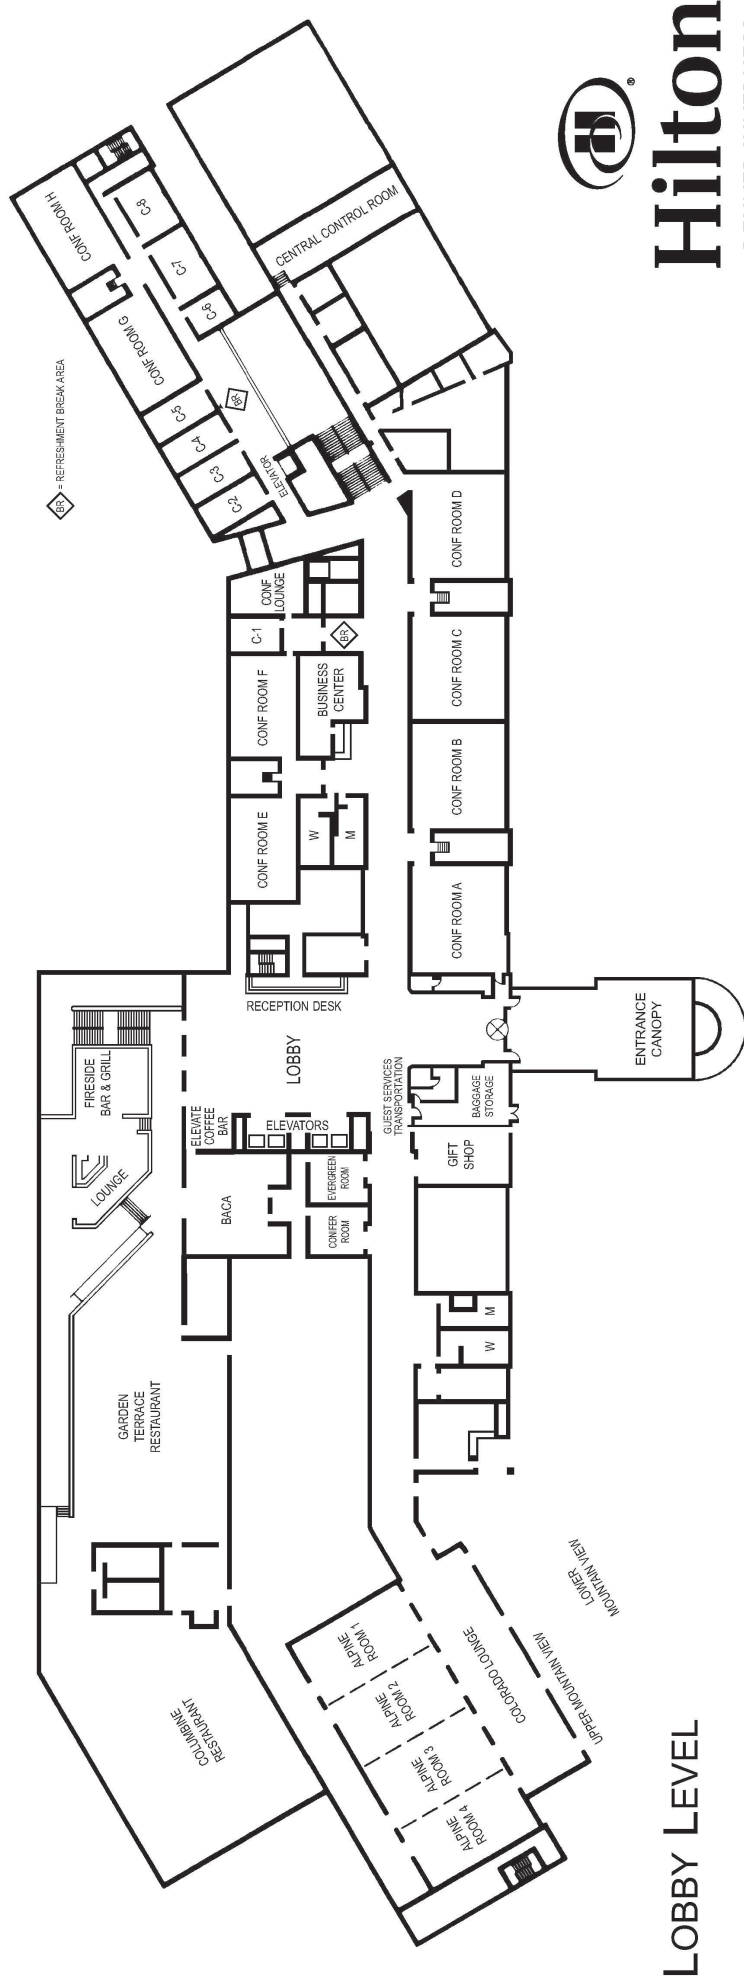 LOBBY LEVEL
Hilton
®
BR = REFRESHMENT BREAK AREA
COLUMBINE
RESTAURANT
GARDEN
TERRACE
RESTAURANT
LOUNGE
FIRESIDE
BAR & GRILL
ALPINE
ROOM 1
ALPINE
ROOM 2
ALPINE
ROOM 3
ALPINE
ROOM 4
COLORADO LOUNGE
UPPER MOUNTAIN VIEW
LOWER
MOUNTAIN VIEW
BACA
ELEVATE
COFFEE
BAR
CONIFER
ROOM
EVERGREEN
ROOM
ELEVATORS
LOBBY
RECEPTION DESK
GUEST SERVICES
TRANSPORTATION
W
M
GIFT
SHOP
BAGGAGE
STORAGE
ENTRANCE
CANOPY
CONF ROOM E
CONF ROOM F
W
M
BUSINESS
CENTER
C-1
CONF
LOUNGE
BR
CONF ROOM A
CONF ROOM B
CONF ROOM C
CONF ROOM D
ELEVATOR
C-2
C-3
C-4
C-5
BR
CONF ROOM G
CONF ROOM H
C-6
C-7
C-8
CENTRAL CONTROL ROOM